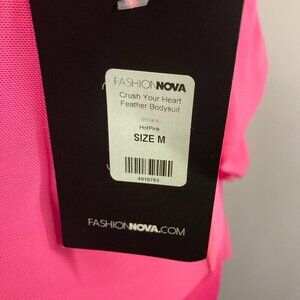 FASHIONNOVA
Crush Your Heart
Feather Bodysuit
HotPink
SIZE M
4918763
FASHIONNOVA.COM